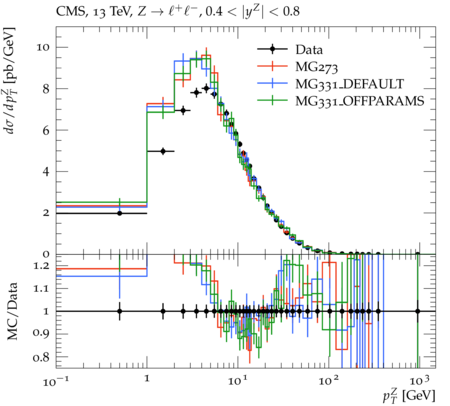 CMS, 13 TeV, Z → ℓ⁺ℓ⁻, 0.4 < |y^Z| < 0.8
dσ/dp_T^Z [pb/GeV]
10
8
6
4
2
0
Data
MG273
MG331_DEFAULT
MG331_OFFPARAMS
MC/Data
1.2
1.1
1
0.9
0.8
10⁻¹ 1 10¹ 10² 10³
p_T^Z [GeV]